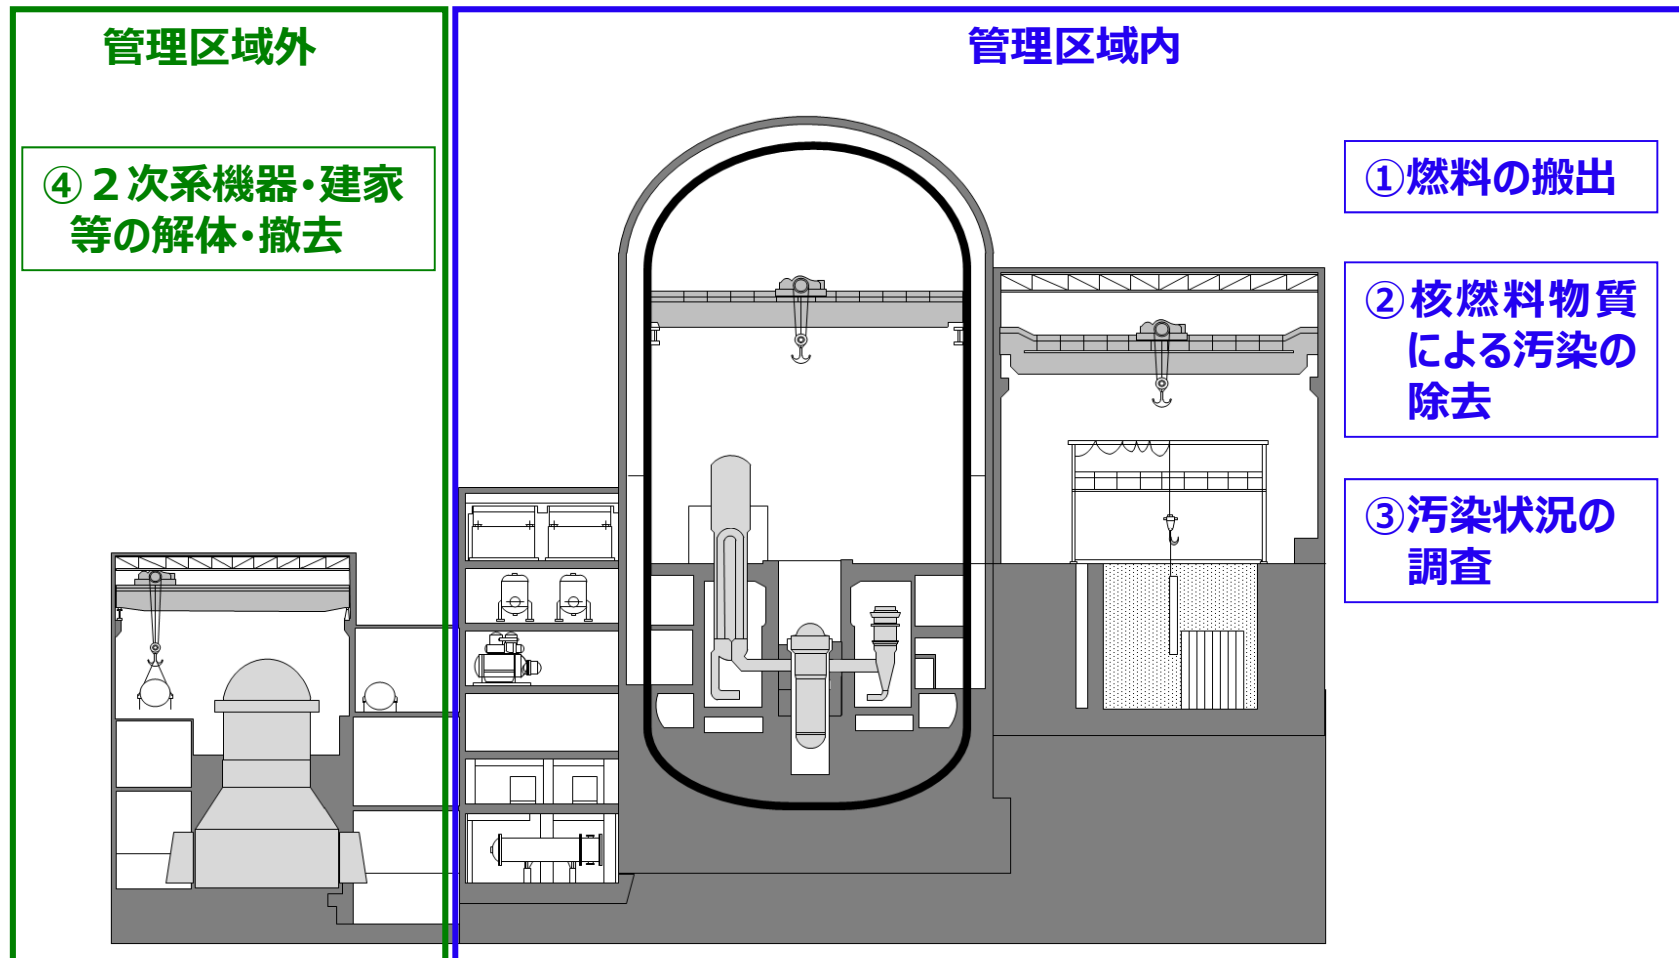 管理区域外
管理区域内
④２次系機器・建家
等の解体・撤去
①燃料の搬出
②核燃料物質
による汚染の
除去
③汚染状況の
調査